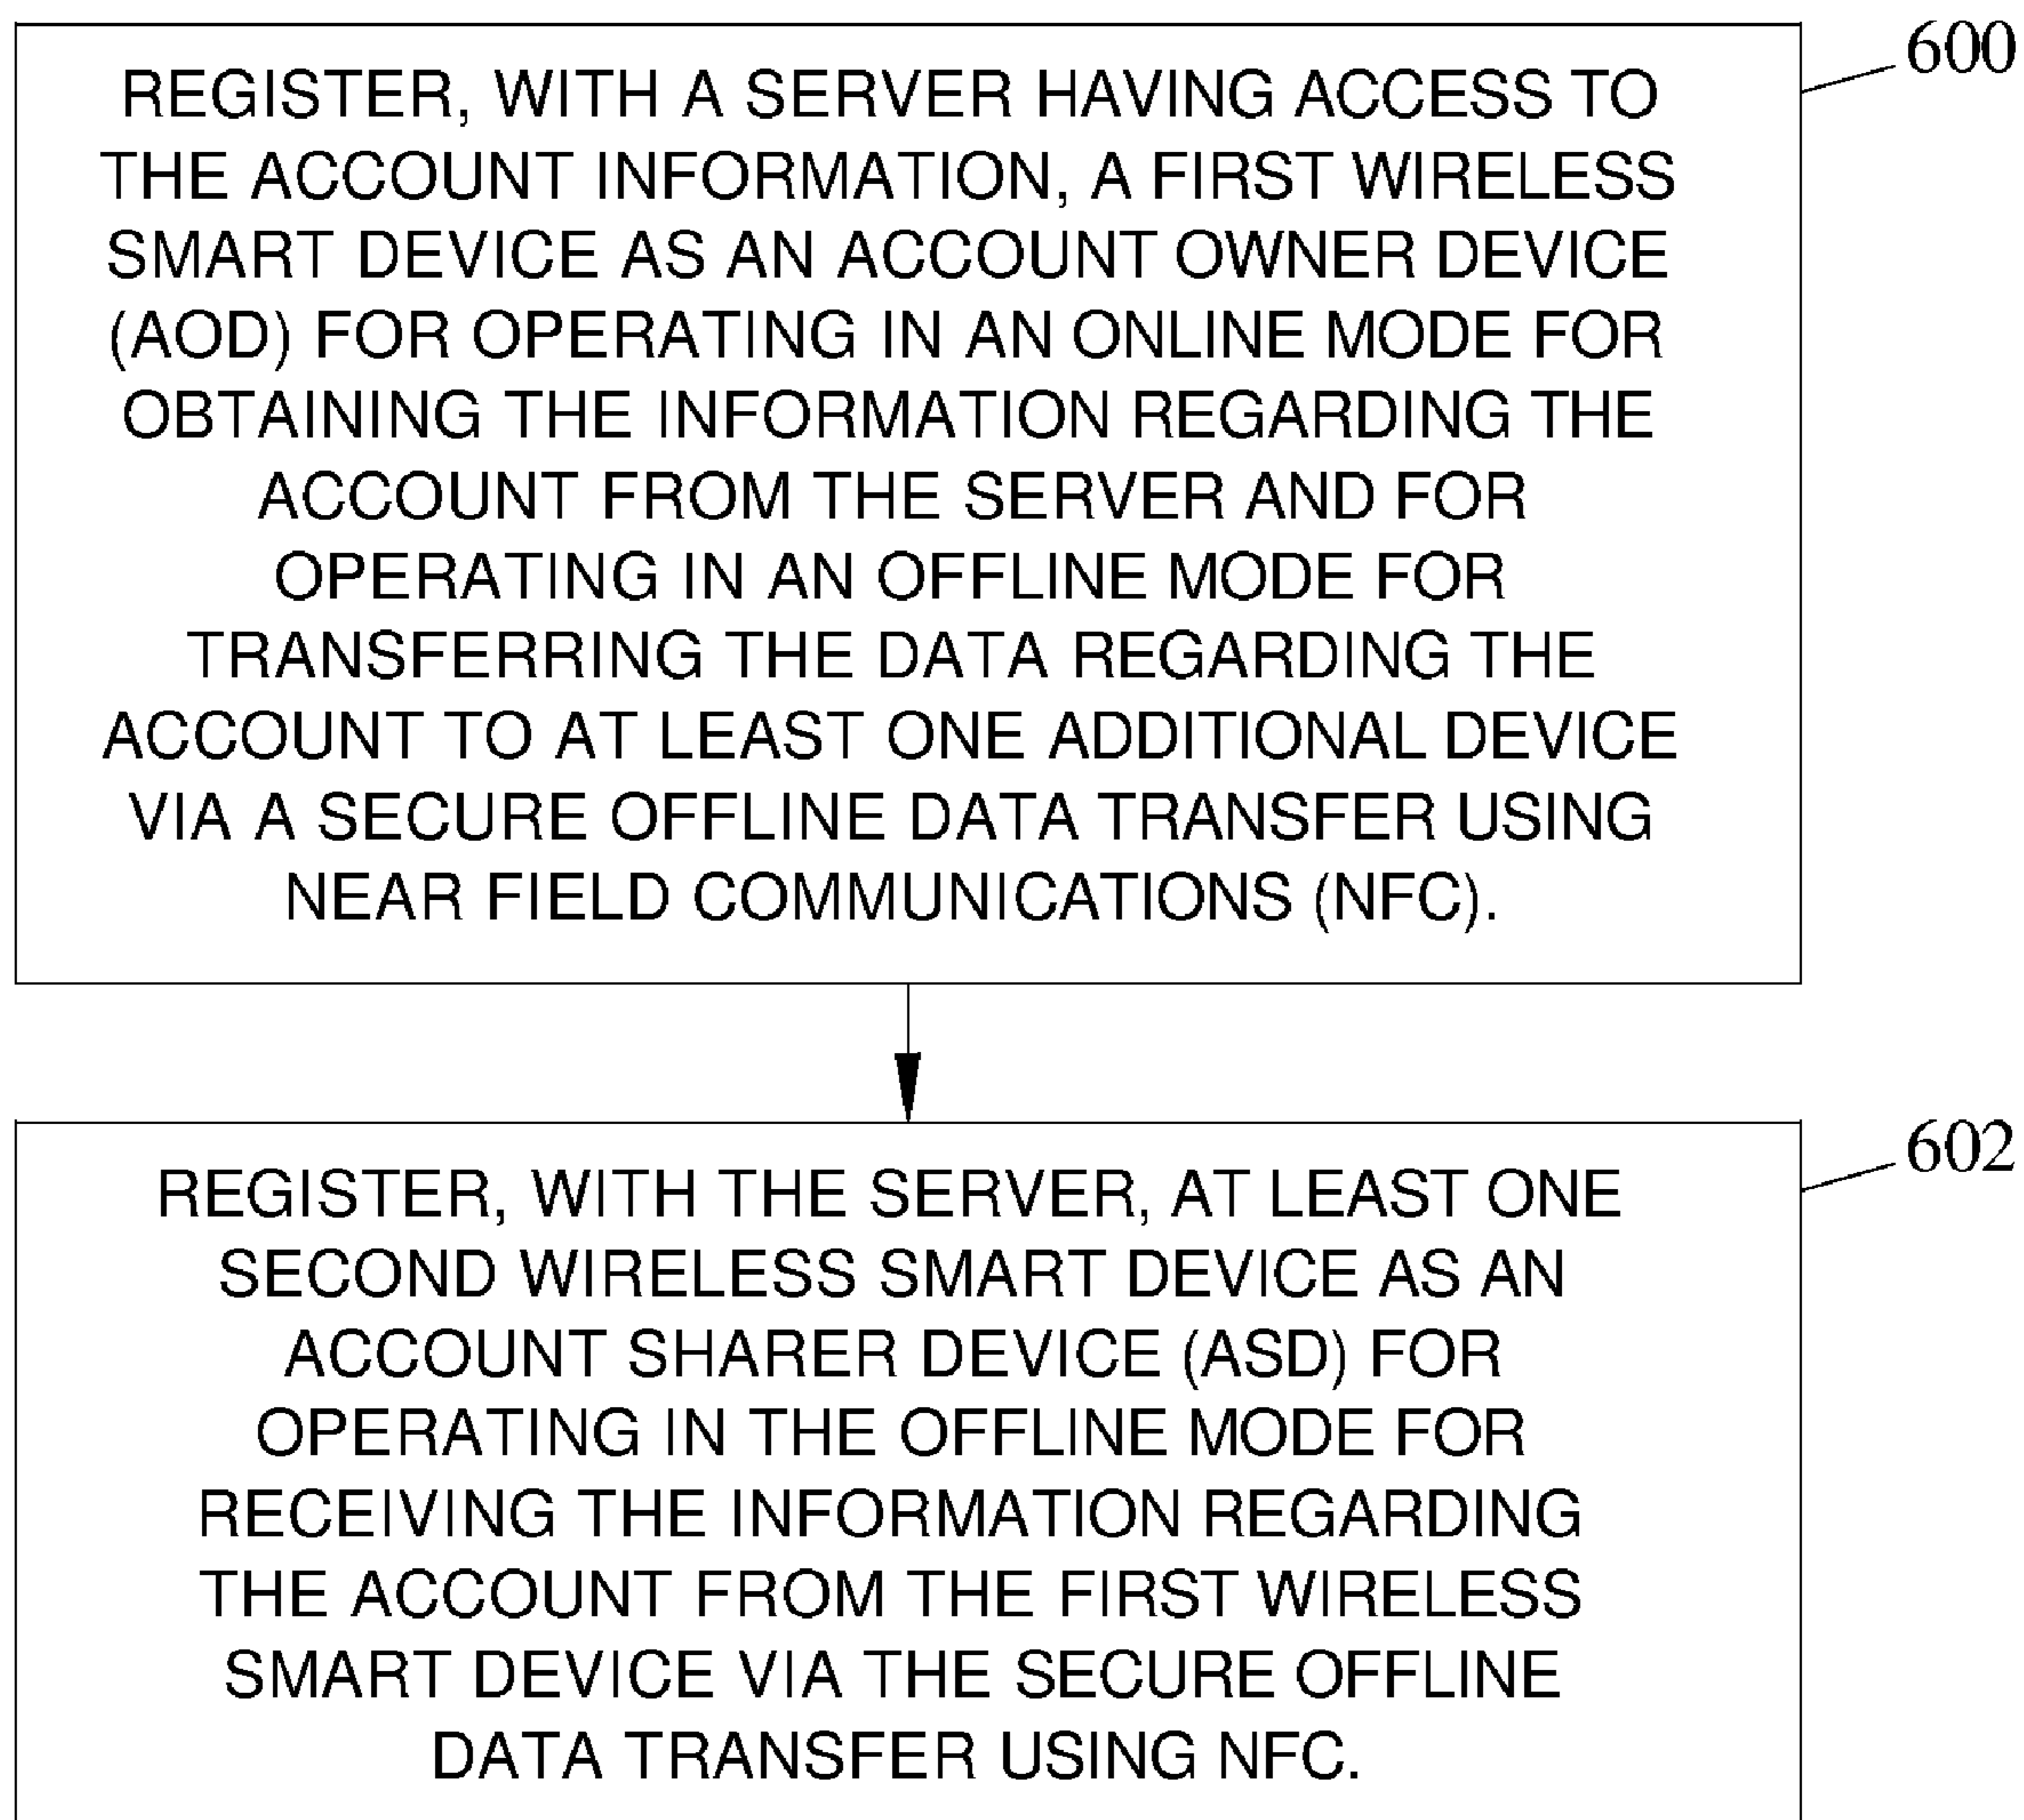 600
REGISTER, WITH A SERVER HAVING ACCESS TO
THE ACCOUNT INFORMATION, A FIRST WIRELESS
SMART DEVICE AS AN ACCOUNT OWNER DEVICE
(AOD) FOR OPERATING IN AN ONLINE MODE FOR
OBTAINING THE INFORMATION REGARDING THE
ACCOUNT FROM THE SERVER AND FOR
OPERATING IN AN OFFLINE MODE FOR
TRANSFERRING THE DATA REGARDING THE
ACCOUNT TO AT LEAST ONE ADDITIONAL DEVICE
VIA A SECURE OFFLINE DATA TRANSFER USING
NEAR FIELD COMMUNICATIONS (NFC).
602
REGISTER, WITH THE SERVER, AT LEAST ONE
SECOND WIRELESS SMART DEVICE AS AN
ACCOUNT SHARER DEVICE (ASD) FOR
OPERATING IN THE OFFLINE MODE FOR
RECEIVING THE INFORMATION REGARDING
THE ACCOUNT FROM THE FIRST WIRELESS
SMART DEVICE VIA THE SECURE OFFLINE
DATA TRANSFER USING NFC.